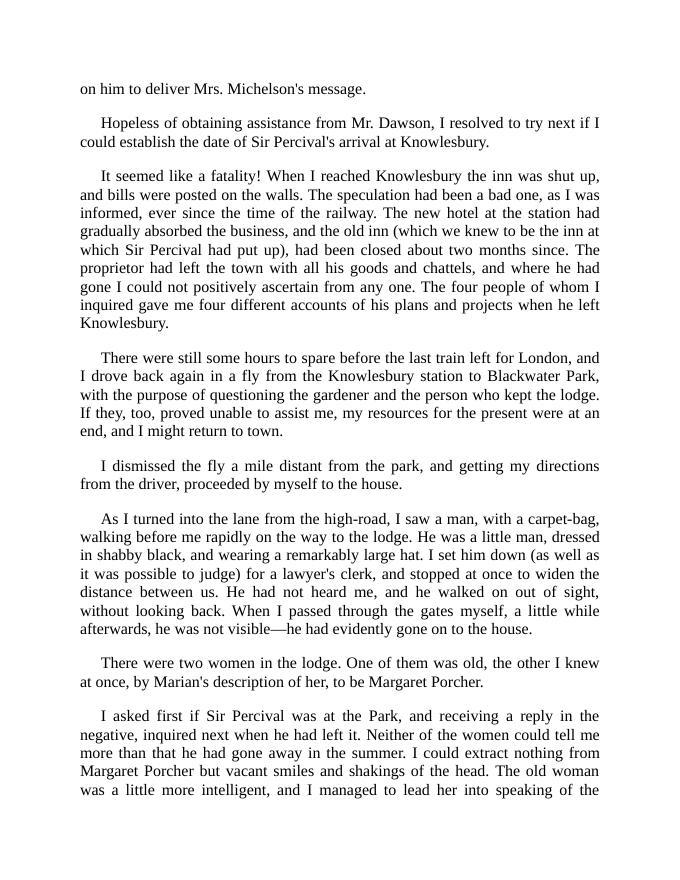 on him to deliver Mrs. Michelson's message.
Hopeless of obtaining assistance from Mr. Dawson, I resolved to try next if I
could establish the date of Sir Percival's arrival at Knowlesbury.
It seemed like a fatality! When I reached Knowlesbury the inn was shut up,
and bills were posted on the walls. The speculation had been a bad one, as I was
informed, ever since the time of the railway. The new hotel at the station had
gradually absorbed the business, and the old inn (which we knew to be the inn at
which Sir Percival had put up), had been closed about two months since. The
proprietor had left the town with all his goods and chattels, and where he had
gone I could not positively ascertain from any one. The four people of whom I
inquired gave me four different accounts of his plans and projects when he left
Knowlesbury.
There were still some hours to spare before the last train left for London, and
I drove back again in a fly from the Knowlesbury station to Blackwater Park,
with the purpose of questioning the gardener and the person who kept the lodge.
If they, too, proved unable to assist me, my resources for the present were at an
end, and I might return to town.
I dismissed the fly a mile distant from the park, and getting my directions
from the driver, proceeded by myself to the house.
As I turned into the lane from the high-road, I saw a man, with a carpet-bag,
walking before me rapidly on the way to the lodge. He was a little man, dressed
in shabby black, and wearing a remarkably large hat. I set him down (as well as
it was possible to judge) for a lawyer's clerk, and stopped at once to widen the
distance between us. He had not heard me, and he walked on out of sight,
without looking back. When I passed through the gates myself, a little while
afterwards, he was not visible—he had evidently gone on to the house.
There were two women in the lodge. One of them was old, the other I knew
at once, by Marian's description of her, to be Margaret Porcher.
I asked first if Sir Percival was at the Park, and receiving a reply in the
negative, inquired next when he had left it. Neither of the women could tell me
more than that he had gone away in the summer. I could extract nothing from
Margaret Porcher but vacant smiles and shakings of the head. The old woman
was a little more intelligent, and I managed to lead her into speaking of the